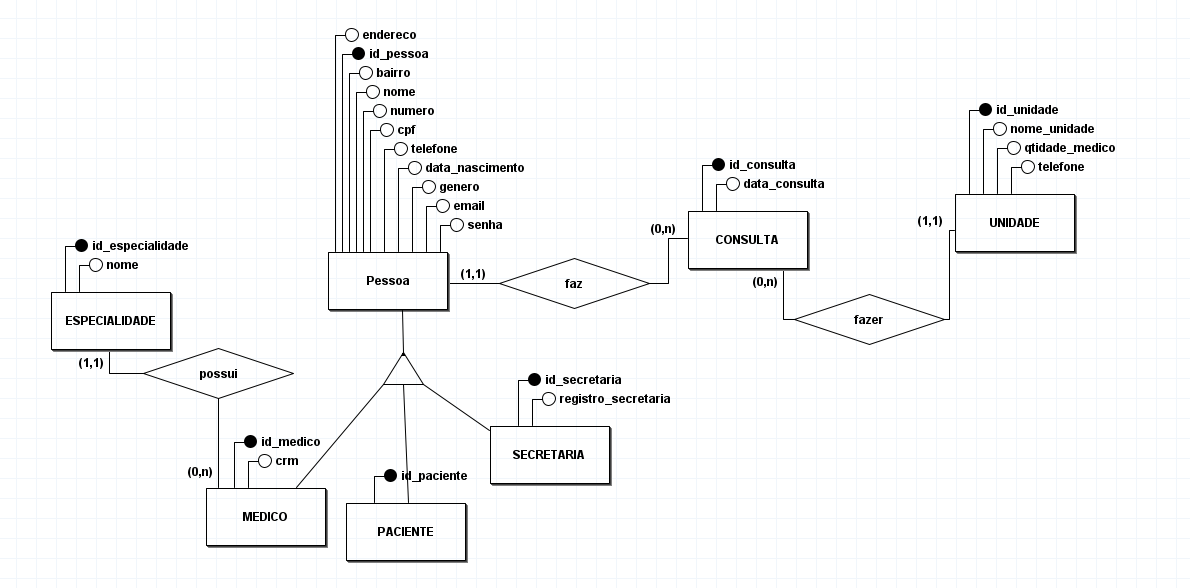 endereco
id_pessoa
bairro
nome
numero
cpf
telefone
data_nascimento
genero
email
senha
Pessoa
(1,1)
faz
(0,n)
id_consulta
data_consulta
CONSULTA
(0,n)
fazer
(1,1)
id_unidade
nome_unidade
qtidade_medico
telefone
UNIDADE
id_especialidade
nome
ESPECIALIDADE
(1,1)
possui
(0,n)
id_medico
crm
MEDICO
id_paciente
PACIENTE
id_secretaria
registro_secretaria
SECRETARIA